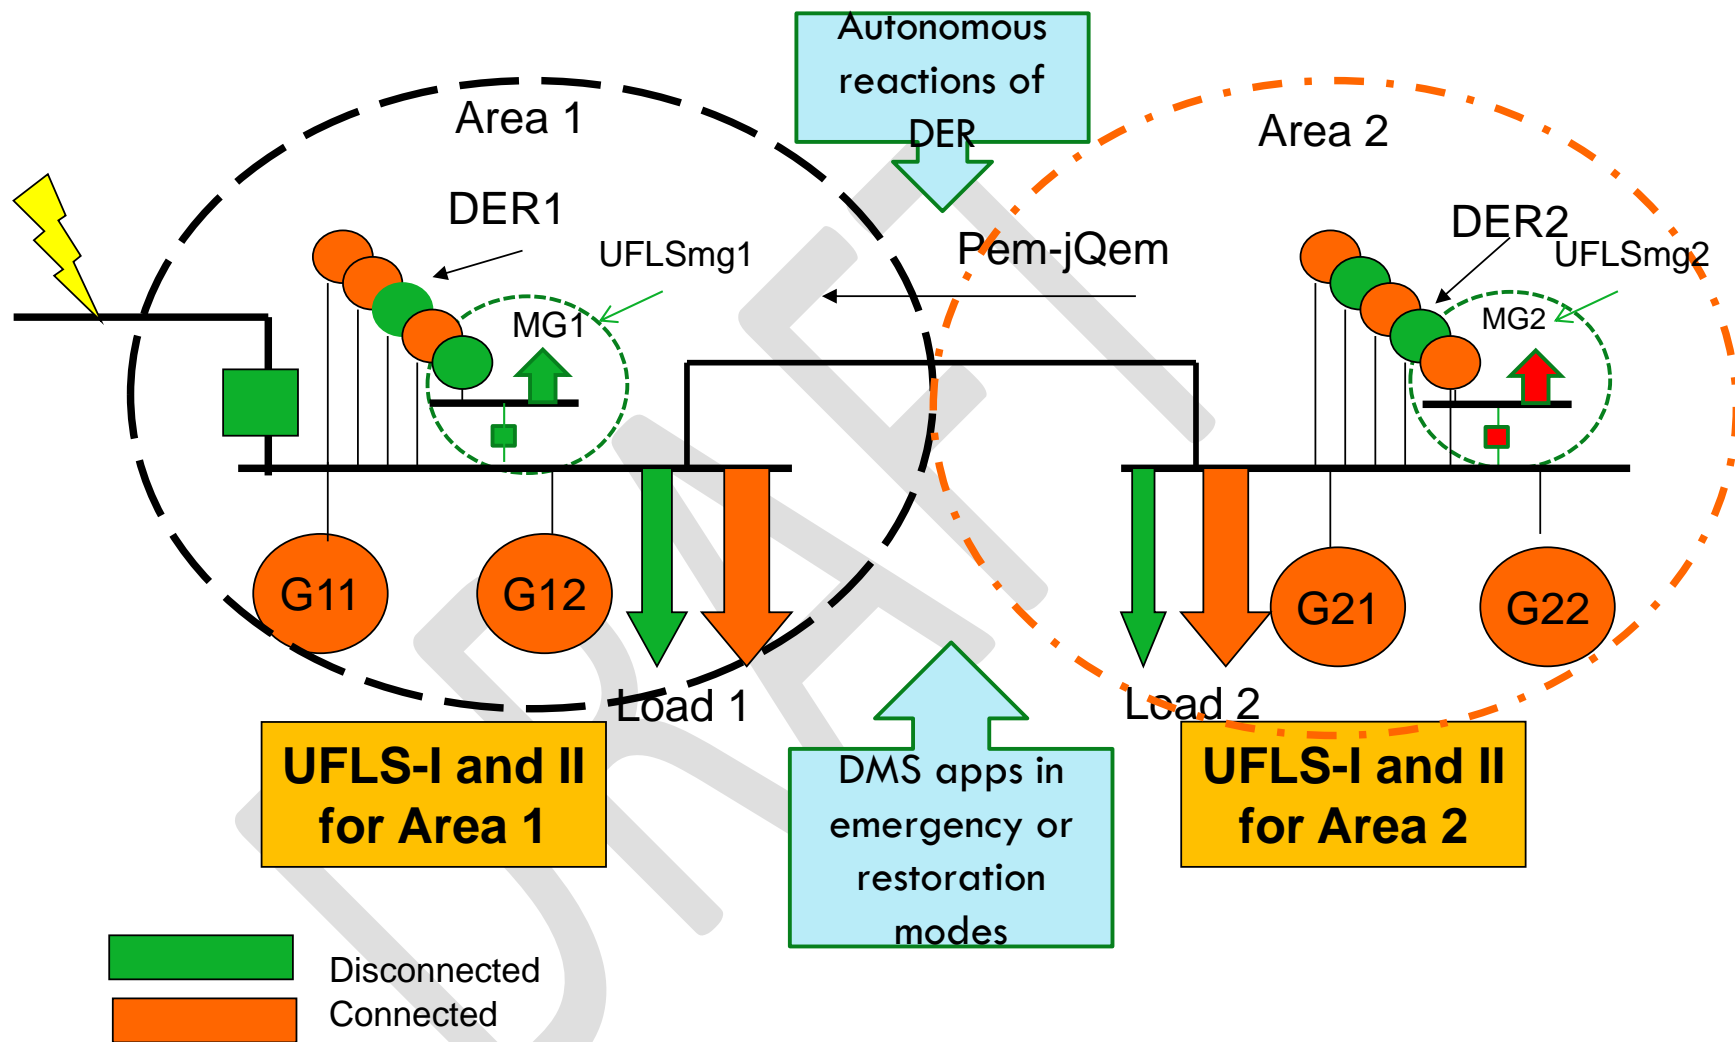 Autonomous
reactions of
DER
Area 1
Area 2
DER1
DER2
UFLSmg1
Pem-jQem
UFLSmg2
MG1
MG2
G11
G12
G21
G22
Load 1
Load 2
UFLS-I and II
for Area 1
DMS apps in
emergency or
restoration
modes
UFLS-I and II
for Area 2
Disconnected
Connected
DRAFT